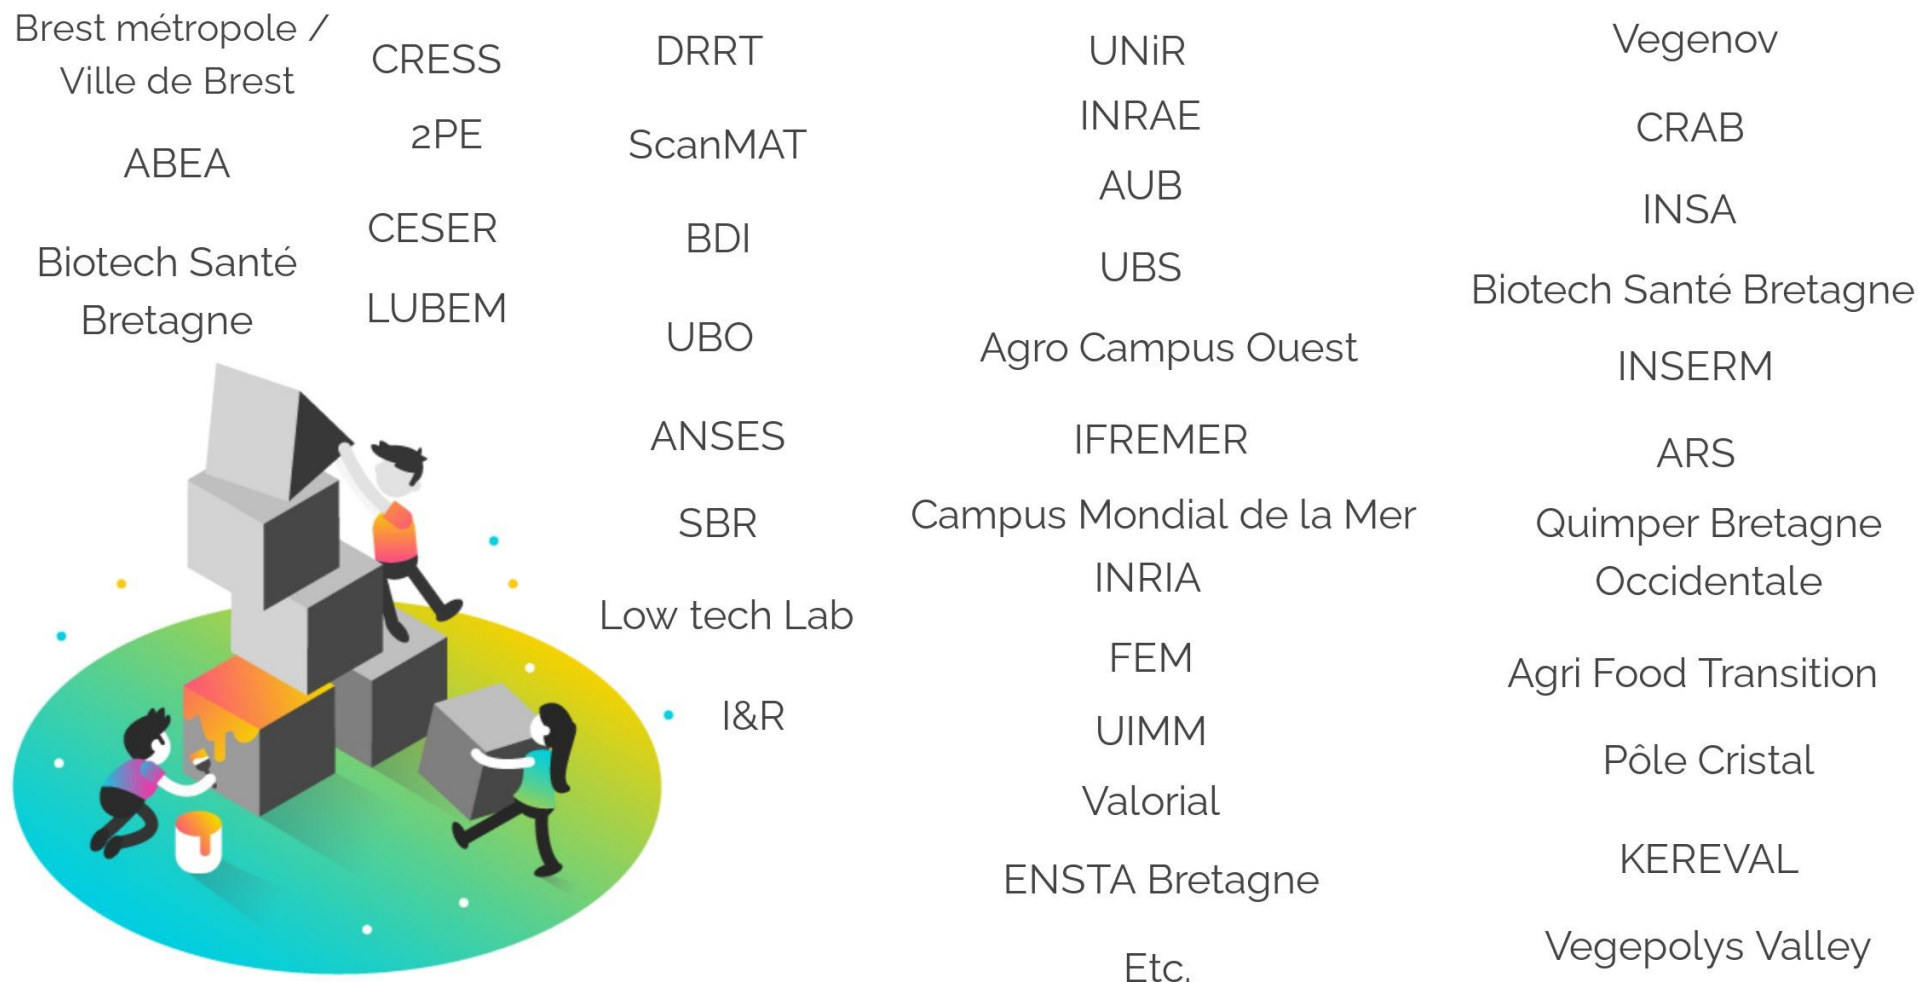 Brest métropole /
Ville de Brest
ABEA
Biotech Santé
Bretagne
CRESS
2PE
CESER
LUBEM
DRRT
ScanMAT
BDI
UBO
ANSES
SBR
Low tech Lab
I&R
UNiR
INRAE
AUB
UBS
Agro Campus Ouest
IFREMER
Campus Mondial de la Mer
INRIA
FEM
UIMM
Valorial
ENSTA Bretagne
Etc.
Vegenov
CRAB
INSA
Biotech Santé Bretagne
INSERM
ARS
Quimper Bretagne
Occidentale
Agri Food Transition
Pôle Cristal
KEREVAL
Vegepolys Valley